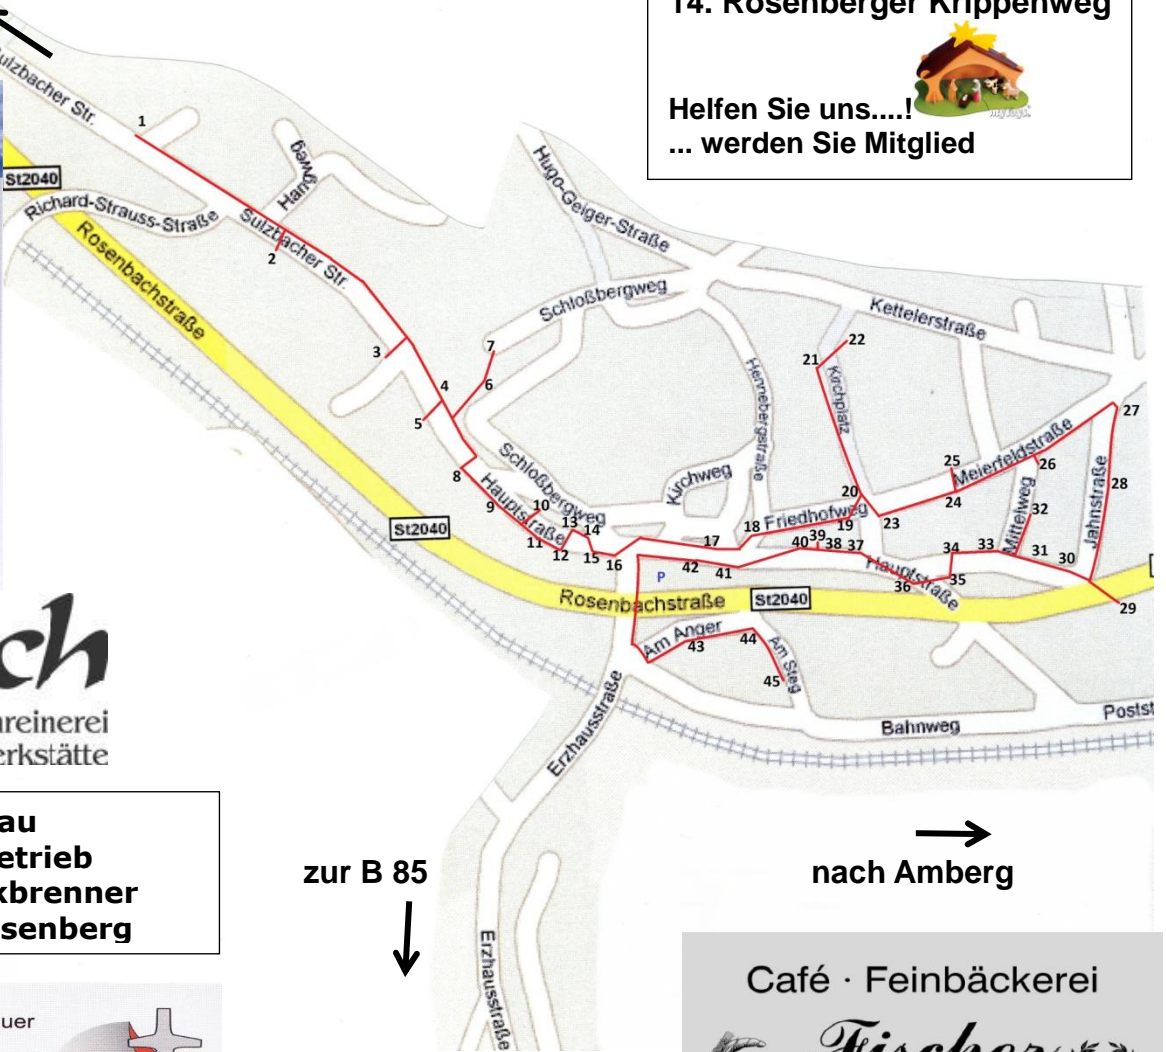 14. Rosenberger Krippenweg
Helfen Sie uns....!
... werden Sie Mitglied
Sulzbacher Str.
1
St2040
Hangweg
Richard-Strauss-Straße
Sulzbacher Str.
2
Rosenbachstraße
Hugo-Geiger-Straße
Schloßbergweg
Kettelerstraße
3
7
22
21
4
6
5
Hennebergstraße
Kirchplatz
27
8
Schloßbergweg
Kirchweg
25
Meierfeldstraße
26
28
9
Hauptstraße
10
20
24
Mittelweg
32
Jahnstraße
St2040
13
14
18
Friedhofweg
19
23
11
12
15
16
17
40
39
38
37
34
33
31
30
42
41
Hauptstraße
36
35
P
Rosenbachstraße
St2040
29
Am Anger
43
44
Am Steg
45
Erzhausstraße
Bahnweg
Postst
ch
reinerei
erkstätte
au
etrieb
kbrenner
senberg
zur B 85
nach Amberg
Erzhausstraße
uer
Café · Feinbäckerei
Fischer